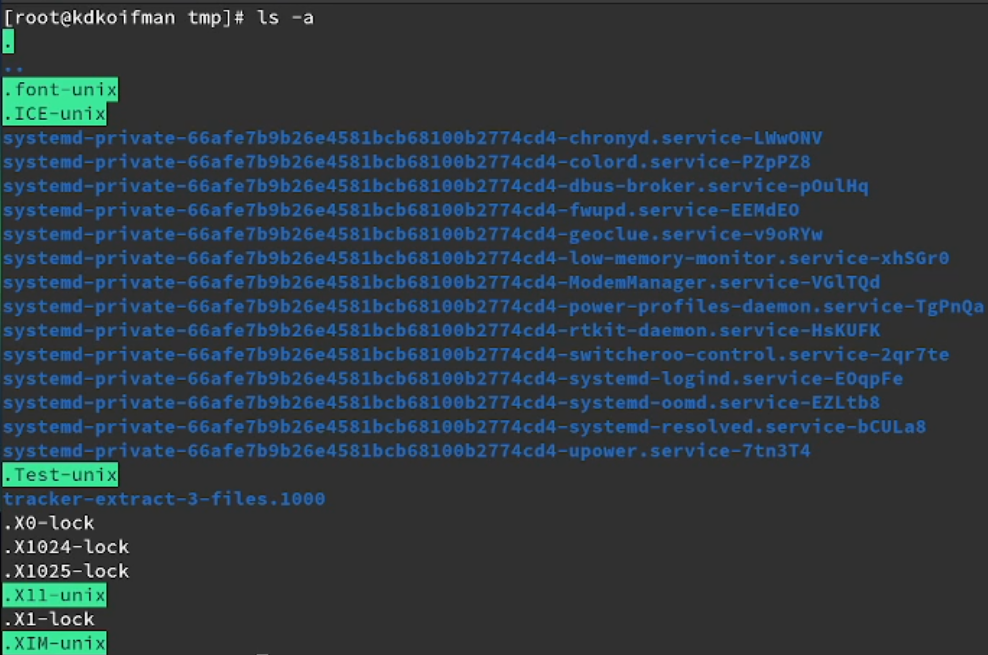 [root@kdkoifman tmp]# ls -a
.
..
.font-unix
.ICE-unix
systemd-private-66afe7b9b26e4581bcb68100b2774cd4-chronyd.service-LWwONV
systemd-private-66afe7b9b26e4581bcb68100b2774cd4-colord.service-PZpPZ8
systemd-private-66afe7b9b26e4581bcb68100b2774cd4-dbus-broker.service-pOulHq
systemd-private-66afe7b9b26e4581bcb68100b2774cd4-fwupd.service-EEMdEO
systemd-private-66afe7b9b26e4581bcb68100b2774cd4-geoclue.service-v9oRYw
systemd-private-66afe7b9b26e4581bcb68100b2774cd4-low-memory-monitor.service-xhSGr0
systemd-private-66afe7b9b26e4581bcb68100b2774cd4-ModemManager.service-VGlTQd
systemd-private-66afe7b9b26e4581bcb68100b2774cd4-power-profiles-daemon.service-TgPnQa
systemd-private-66afe7b9b26e4581bcb68100b2774cd4-rtkit-daemon.service-HsKUFK
systemd-private-66afe7b9b26e4581bcb68100b2774cd4-switcheroo-control.service-2qr7te
systemd-private-66afe7b9b26e4581bcb68100b2774cd4-systemd-logind.service-EOqpFe
systemd-private-66afe7b9b26e4581bcb68100b2774cd4-systemd-oomd.service-EZLtb8
systemd-private-66afe7b9b26e4581bcb68100b2774cd4-systemd-resolved.service-bCULa8
systemd-private-66afe7b9b26e4581bcb68100b2774cd4-upower.service-7tn3T4
.Test-unix
tracker-extract-3-files.1000
.X0-lock
.X1024-lock
.X1025-lock
.X11-unix
.X1-lock
.XIM-unix